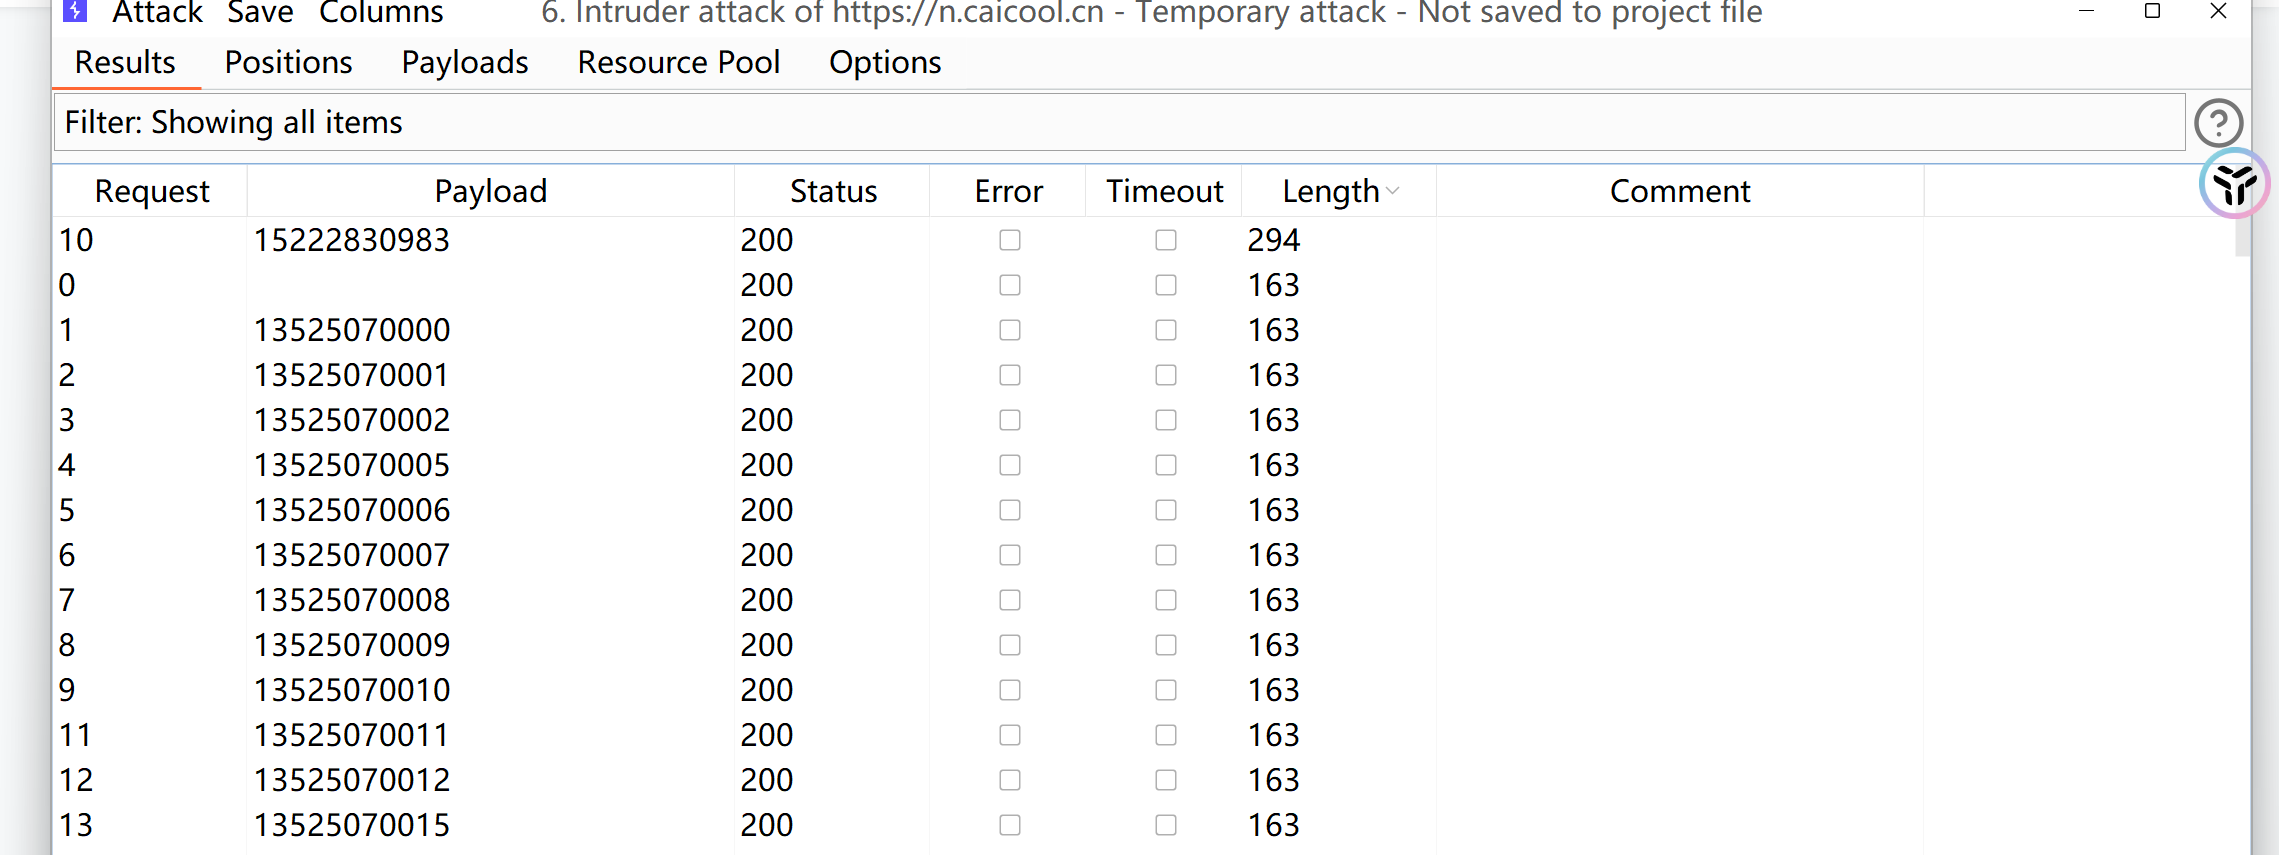 Attack Save Columns 6. Intruder attack of https://n.caicool.cn - Temporary attack - Not saved to project file
Results Positions Payloads Resource Pool Options
Filter: Showing all items
Request Payload Status Error Timeout Length Comment
10 15222830983 200 294
0 200 163
1 13525070000 200 163
2 13525070001 200 163
3 13525070002 200 163
4 13525070005 200 163
5 13525070006 200 163
6 13525070007 200 163
7 13525070008 200 163
8 13525070009 200 163
9 13525070010 200 163
11 13525070011 200 163
12 13525070012 200 163
13 13525070015 200 163